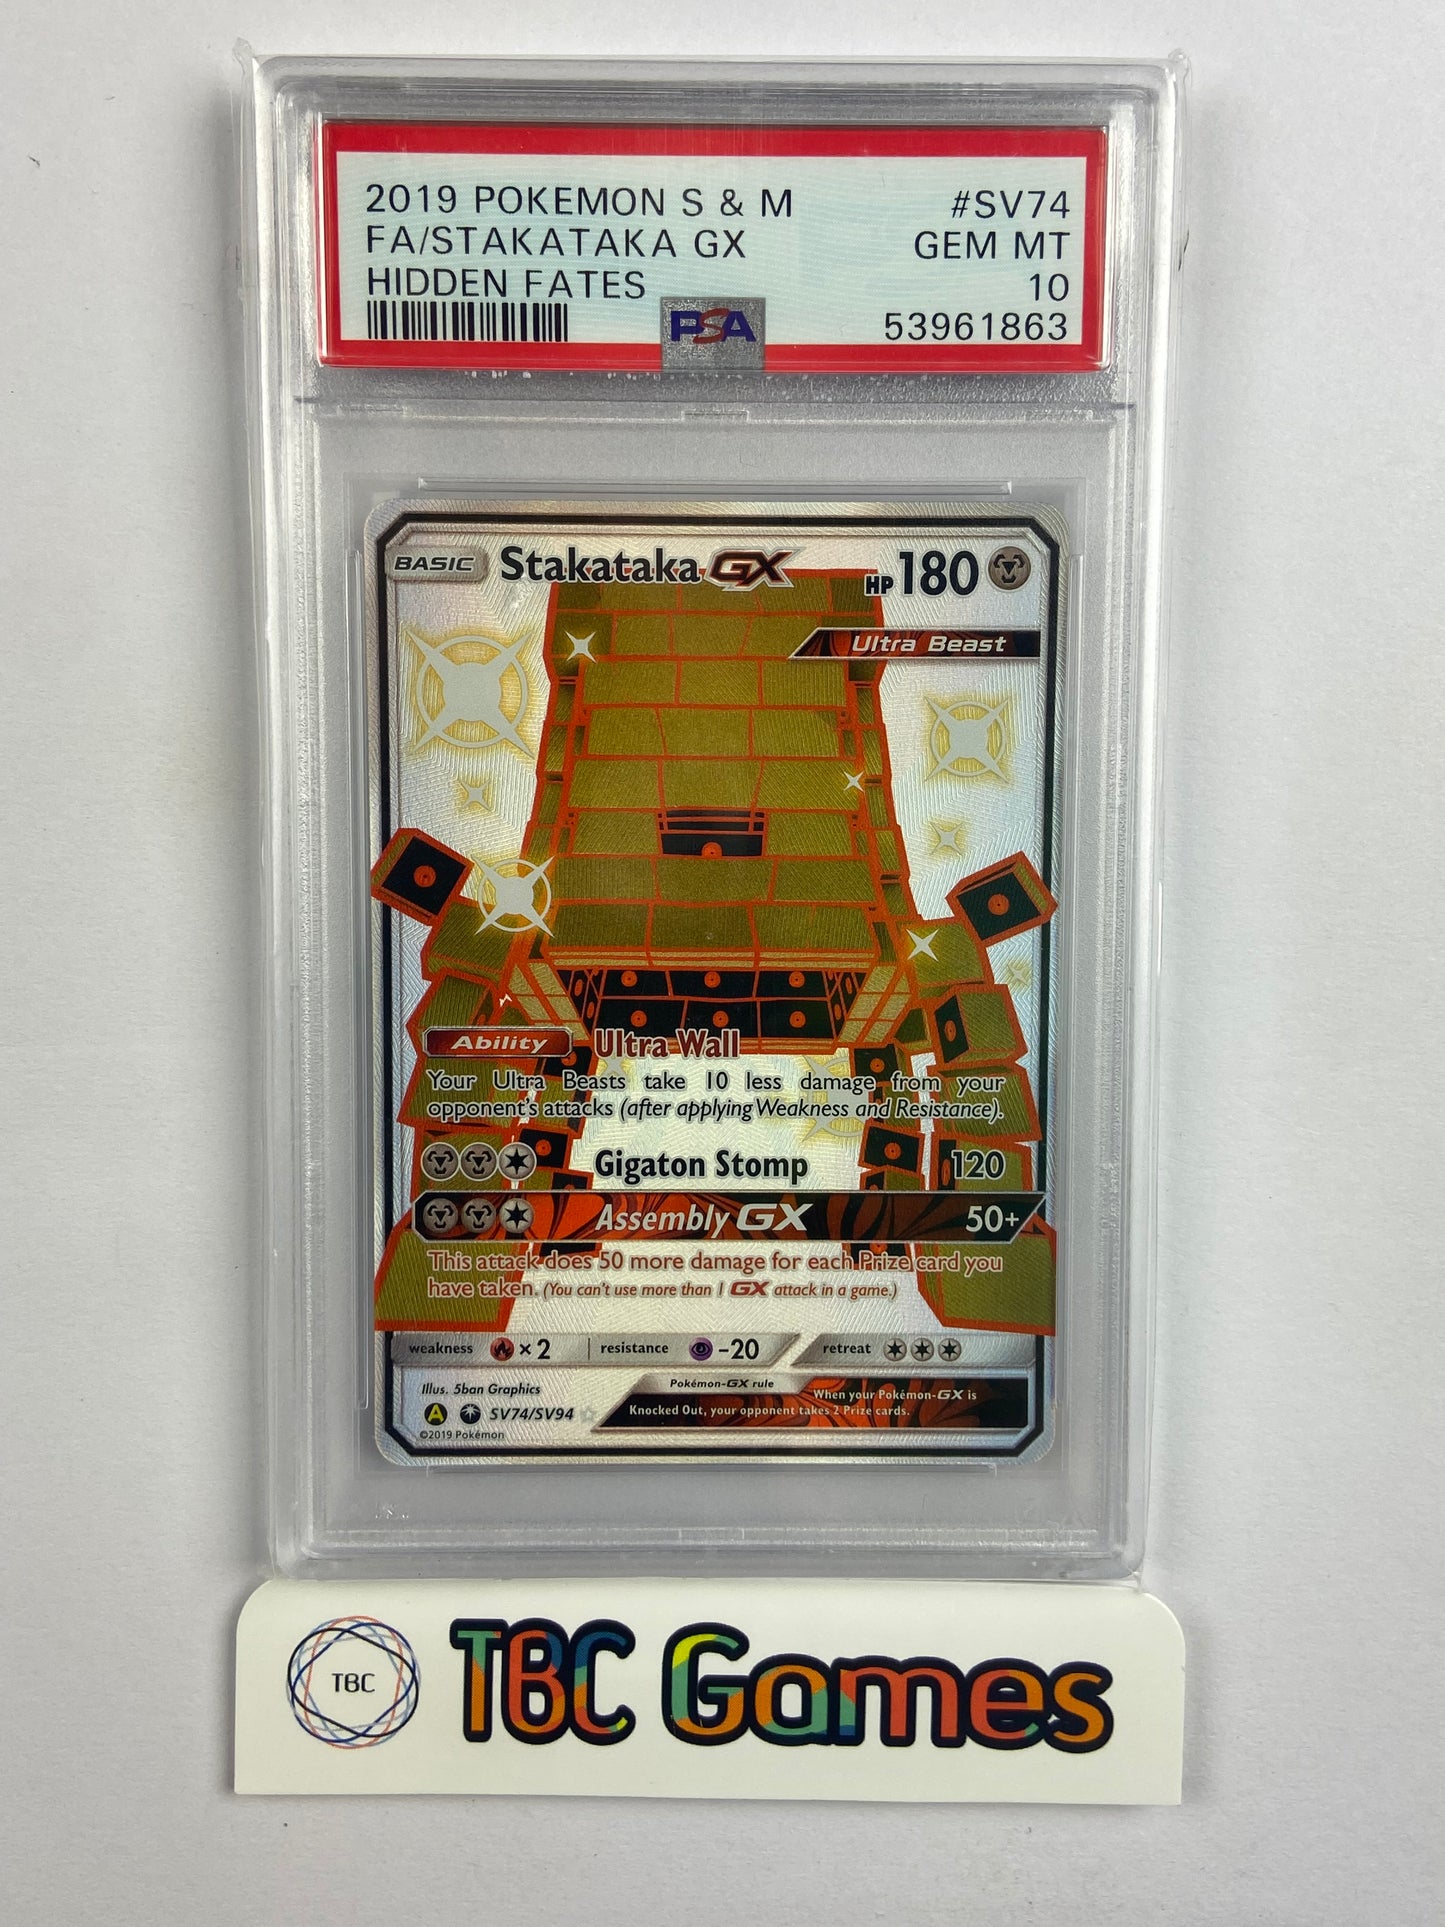 2019 POKEMON S & M #SV74
FA/STAKATAKA GX GEM MT
HIDDEN FATES 10
PSA 53961863
BASIC Stakataka GX HP 180
Ultra Beast
Ability Ultra Wall
Your Ultra Beasts take 10 less damage from your
opponent's attacks (after applying Weakness and Resistance).
Gigaton Stomp 120
Assembly GX 50+
This attack does 50 more damage for each Prize card you
have taken. (You can't use more than 1 GX attack in a game.)
weakness ×2 resistance -20 retreat
Illus. 5ban Graphics Pokémon-GX rule When your Pokémon-GX is
A SV74/SV94 Knocked Out, your opponent takes 2 Prize cards.
©2019 Pokémon
TBC TBC Games